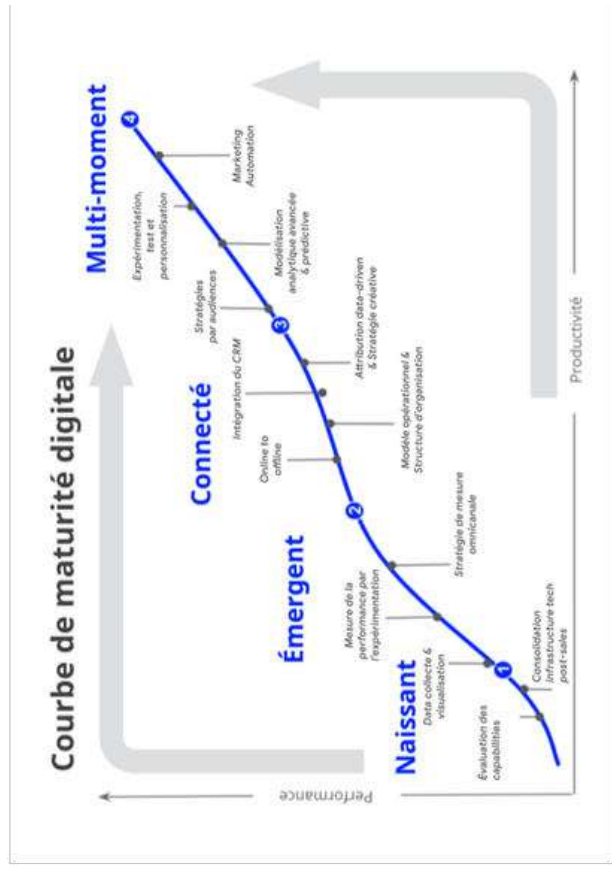 Courbe de maturité digitale
Performance
Productivité
Naissant
Émergent
Connecté
Multi-moment
1
2
3
4
Évaluation des
capabilities
Consolidation
infrastructure tech
post-sales
Data collecte &
visualisation
Mesure de la
performance par
l'expérimentation
Stratégie de mesure
omnicanale
Online to
offline
Modèle opérationnel &
Structure d'organisation
Intégration du CRM
Attribution data-driven
& Stratégie créative
Stratégies
par audiences
Modélisation
analytique avancée
& prédictive
Expérimentation,
test et
personnalisation
Marketing
Automation